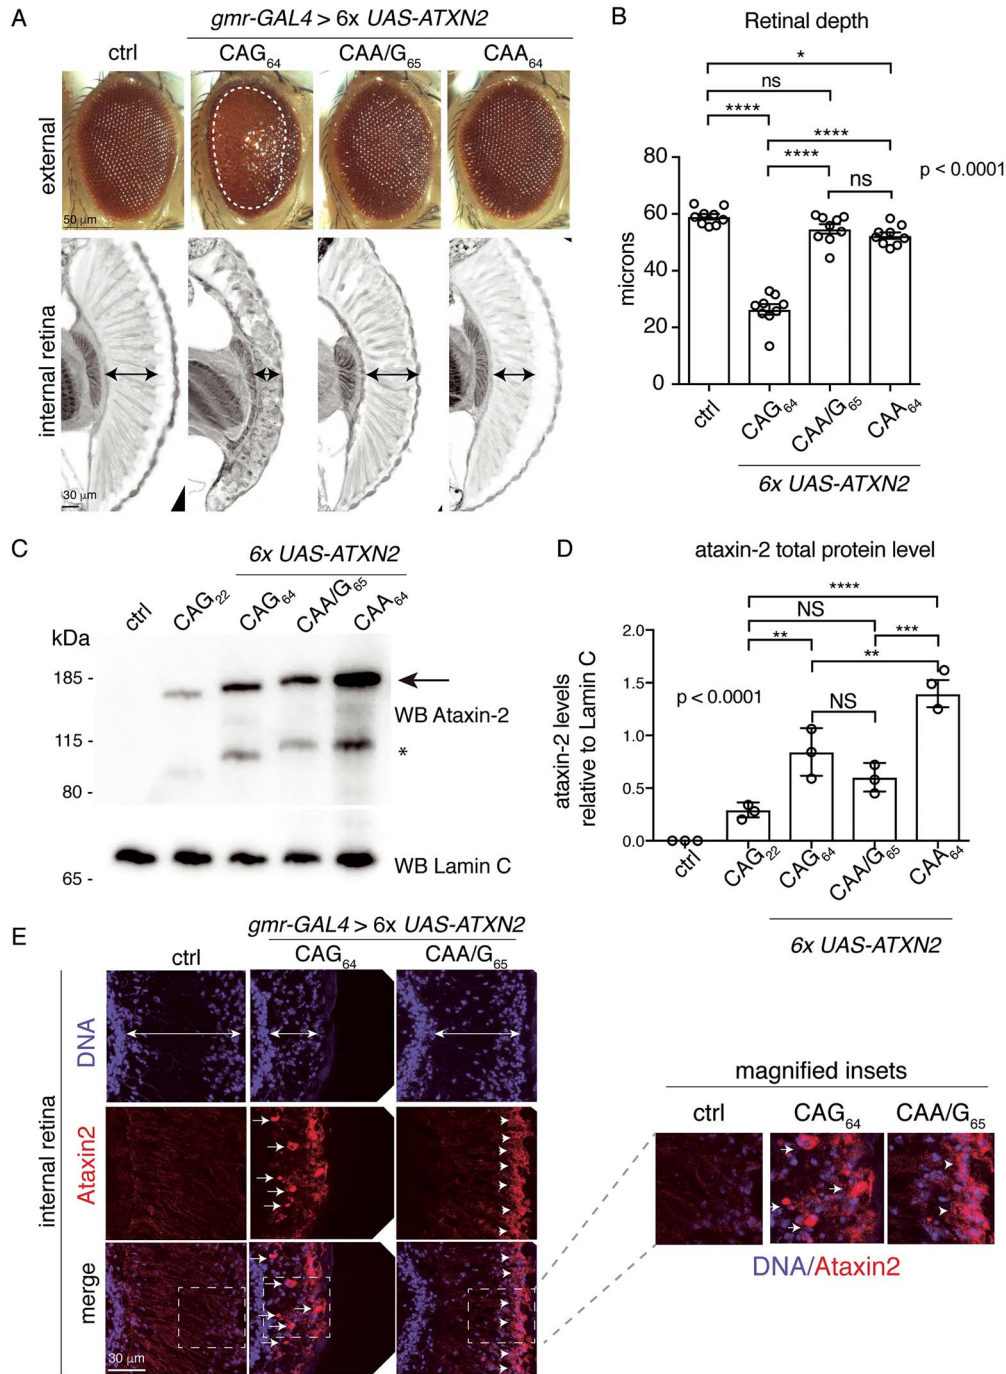 A
gmr-GAL4 > 6x UAS-ATXN2
ctrl
CAG64
CAA/G65
CAA64
external
50 µm
internal retina
30 µm
B
Retinal depth
*
ns
****
****
****
ns
p < 0.0001
microns
80
60
40
20
0
ctrl
CAG64
CAA/G65
CAA64
6x UAS-ATXN2
C
6x UAS-ATXN2
ctrl
CAG22
CAG64
CAA/G65
CAA64
kDa
185 -
WB Ataxin-2
115 -
*
80 -
WB Lamin C
65 -
D
ataxin-2 total protein level
****
NS
**
***
**
NS
p < 0.0001
ataxin-2 levels
relative to Lamin C
2.0
1.5
1.0
0.5
0.0
ctrl
CAG22
CAG64
CAA/G65
CAA64
6x UAS-ATXN2
E
gmr-GAL4 > 6x UAS-ATXN2
ctrl
CAG64
CAA/G65
internal retina
DNA
Ataxin2
merge
30 µm
magnified insets
ctrl
CAG64
CAA/G65
DNA/Ataxin2